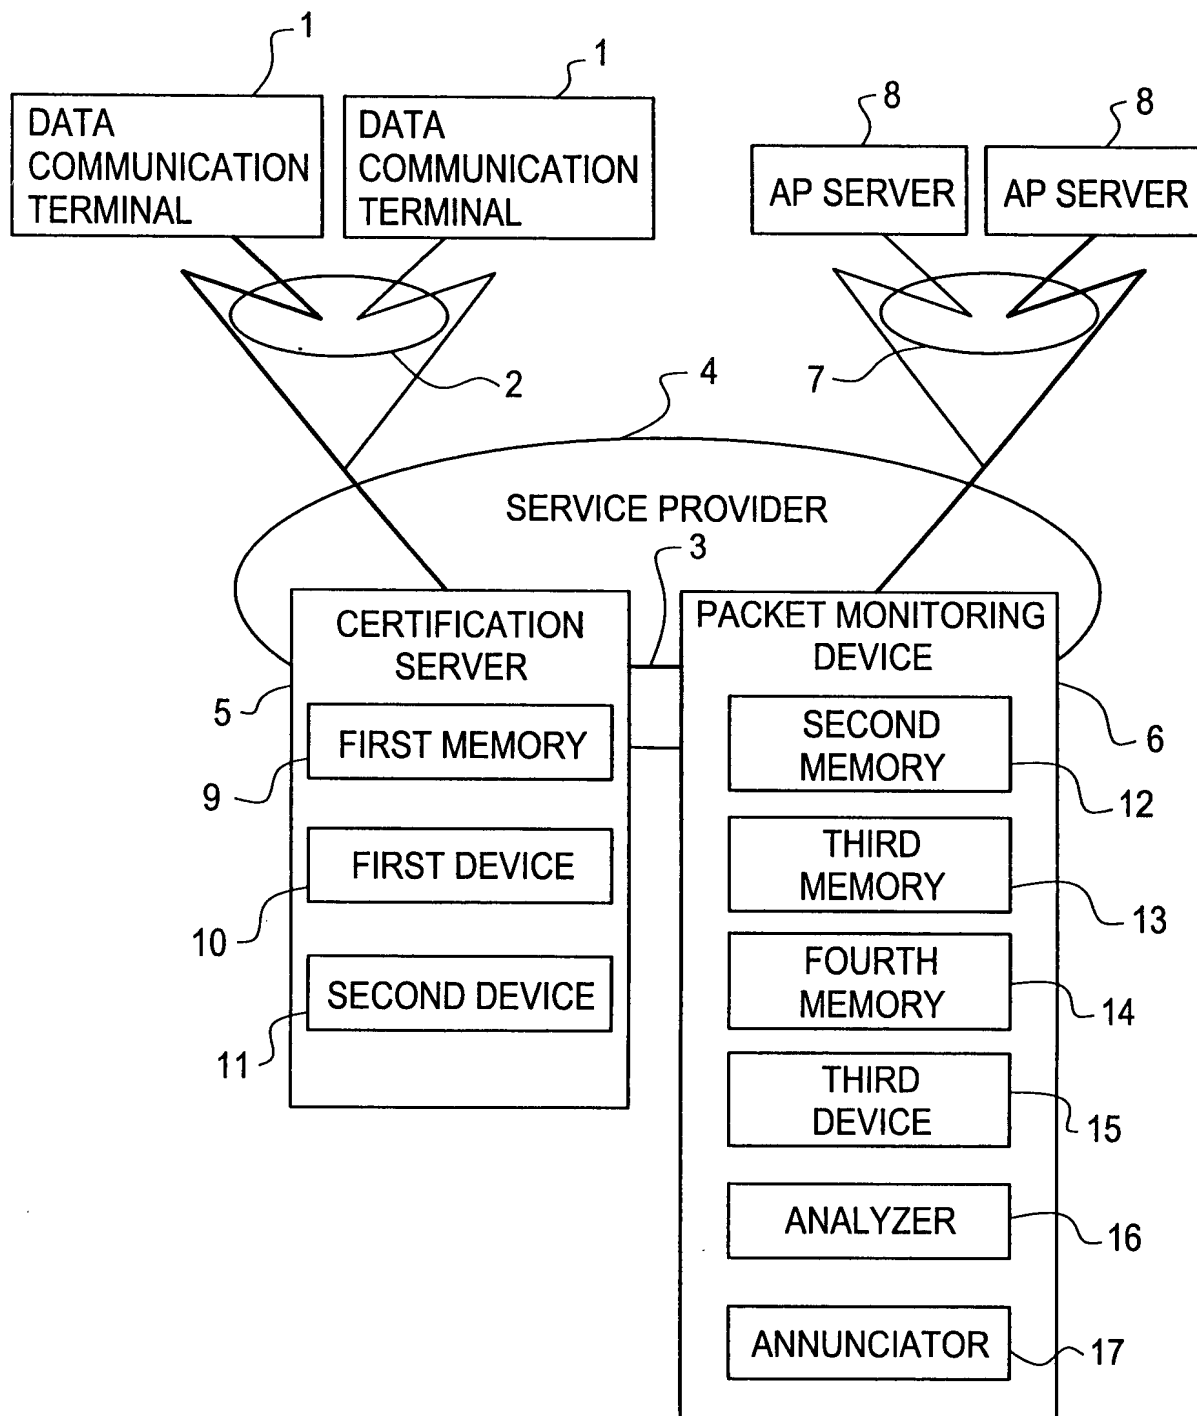 1
1
DATA
COMMUNICATION
TERMINAL
DATA
COMMUNICATION
TERMINAL
8
8
AP SERVER
AP SERVER
2
7
4
SERVICE PROVIDER
3
CERTIFICATION
SERVER
5
FIRST MEMORY
9
FIRST DEVICE
10
SECOND DEVICE
11
PACKET MONITORING
DEVICE
6
SECOND
MEMORY
12
THIRD
MEMORY
13
FOURTH
MEMORY
14
THIRD
DEVICE
15
ANALYZER
16
ANNUNCIATOR
17